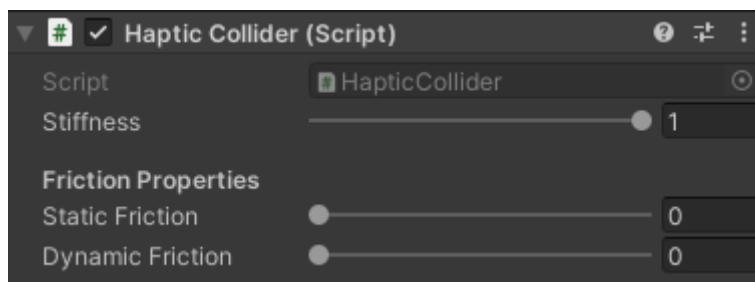 # Haptic Collider (Script)
Script # HapticCollider
Stiffness 1
Friction Properties
Static Friction 0
Dynamic Friction 0